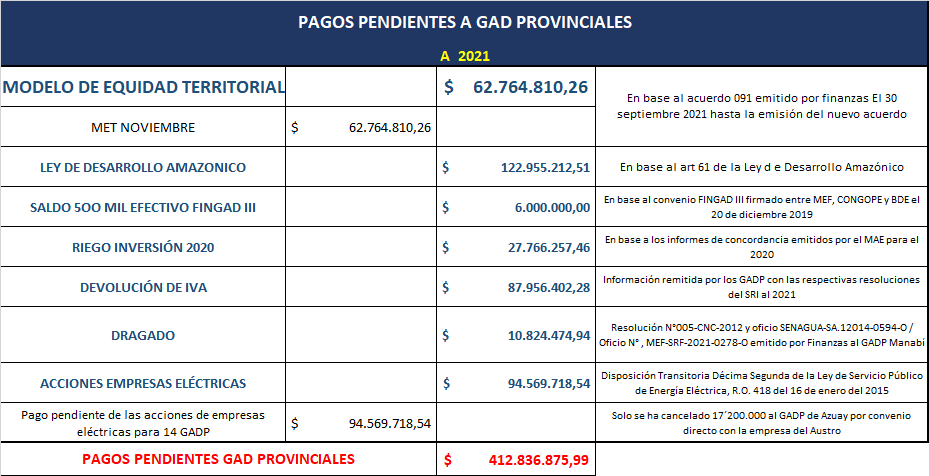 PAGOS PENDIENTES A GAD PROVINCIALES
A 2021
MODELO DE EQUIDAD TERRITORIAL $ 62.764.810,26
En base al acuerdo 091 emitido por finanzas El 30
septiembre 2021 hasta la emisión del nuevo acuerdo
MET NOVIEMBRE $ 62.764.810,26
LEY DE DESARROLLO AMAZONICO $ 122.955.212,51 En base al art 61 de la Ley d e Desarrollo Amazónico
SALDO 5OO MIL EFECTIVO FINGAD III $ 6.000.000,00
En base al convenio FINGAD III firmado entre MEF, CONGOPE y BDE el
20 de diciembre 2019
RIEGO INVERSIÓN 2020 $ 27.766.257,46
En base a los informes de concordancia emitidos por el MAE para el
2020
DEVOLUCIÓN DE IVA $ 87.956.402,28
Información remitida por los GADP con las respectivas resoluciones
del SRI al 2021
DRAGADO $ 10.824.474,94
Resolución N°005-CNC-2012 y oficio SENAGUA-SA.12014-0594-O /
Oficio N° , MEF-SRF-2021-0278-O emitido por Finanzas al GADP Manabí
ACCIONES EMPRESAS ELÉCTRICAS $ 94.569.718,54
Disposición Transitoria Décima Segunda de la Ley de Servicio Público
de Energía Eléctrica, R.O. 418 del 16 de enero del 2015
Pago pendiente de las acciones de empresas
eléctricas para 14 GADP
$ 94.569.718,54
Solo se ha cancelado 17´200.000 al GADP de Azuay por convenio
directo con la empresa del Austro
PAGOS PENDIENTES GAD PROVINCIALES $ 412.836.875,99